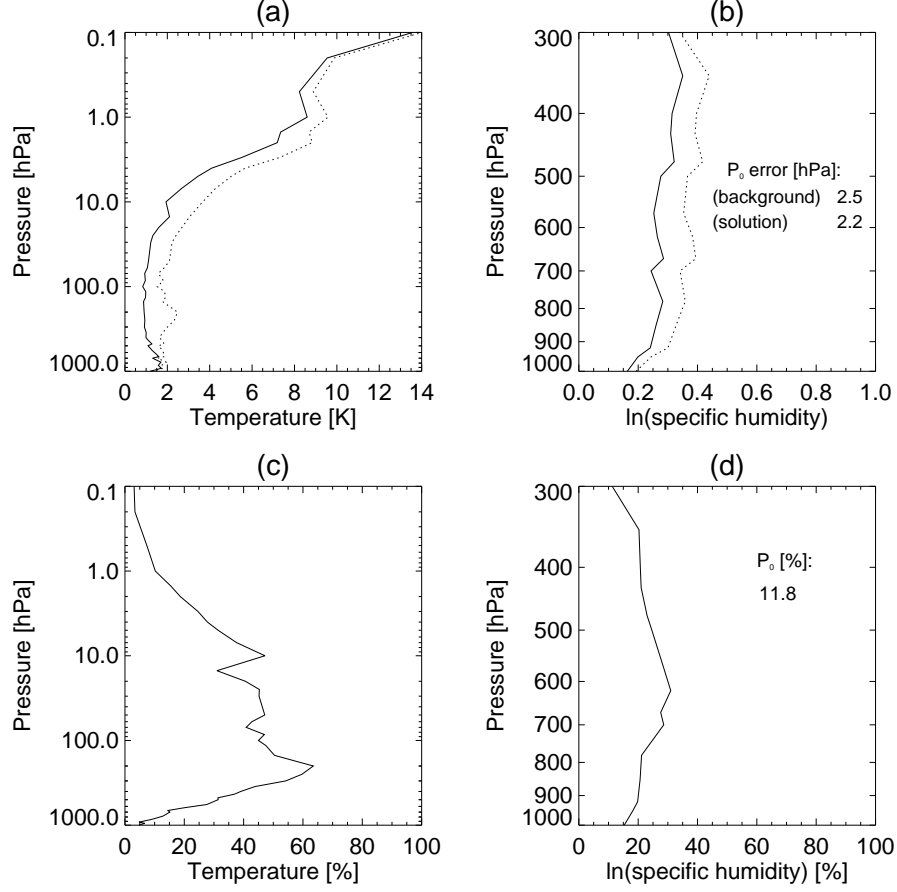 (a)
0.1
1.0
10.0
100.0
1000.0
Pressure [hPa]
0 2 4 6 8 10 12 14
Temperature [K]
(b)
300
400
500
600
700
800
900
1000
Pressure [hPa]
P₀ error [hPa]:
(background) 2.5
(solution) 2.2
0.0 0.2 0.4 0.6 0.8 1.0
ln(specific humidity)
(c)
0.1
1.0
10.0
100.0
1000.0
Pressure [hPa]
0 20 40 60 80 100
Temperature [%]
(d)
300
400
500
600
700
800
900
1000
Pressure [hPa]
P₀ [%]:
11.8
0 20 40 60 80 100
ln(specific humidity) [%]